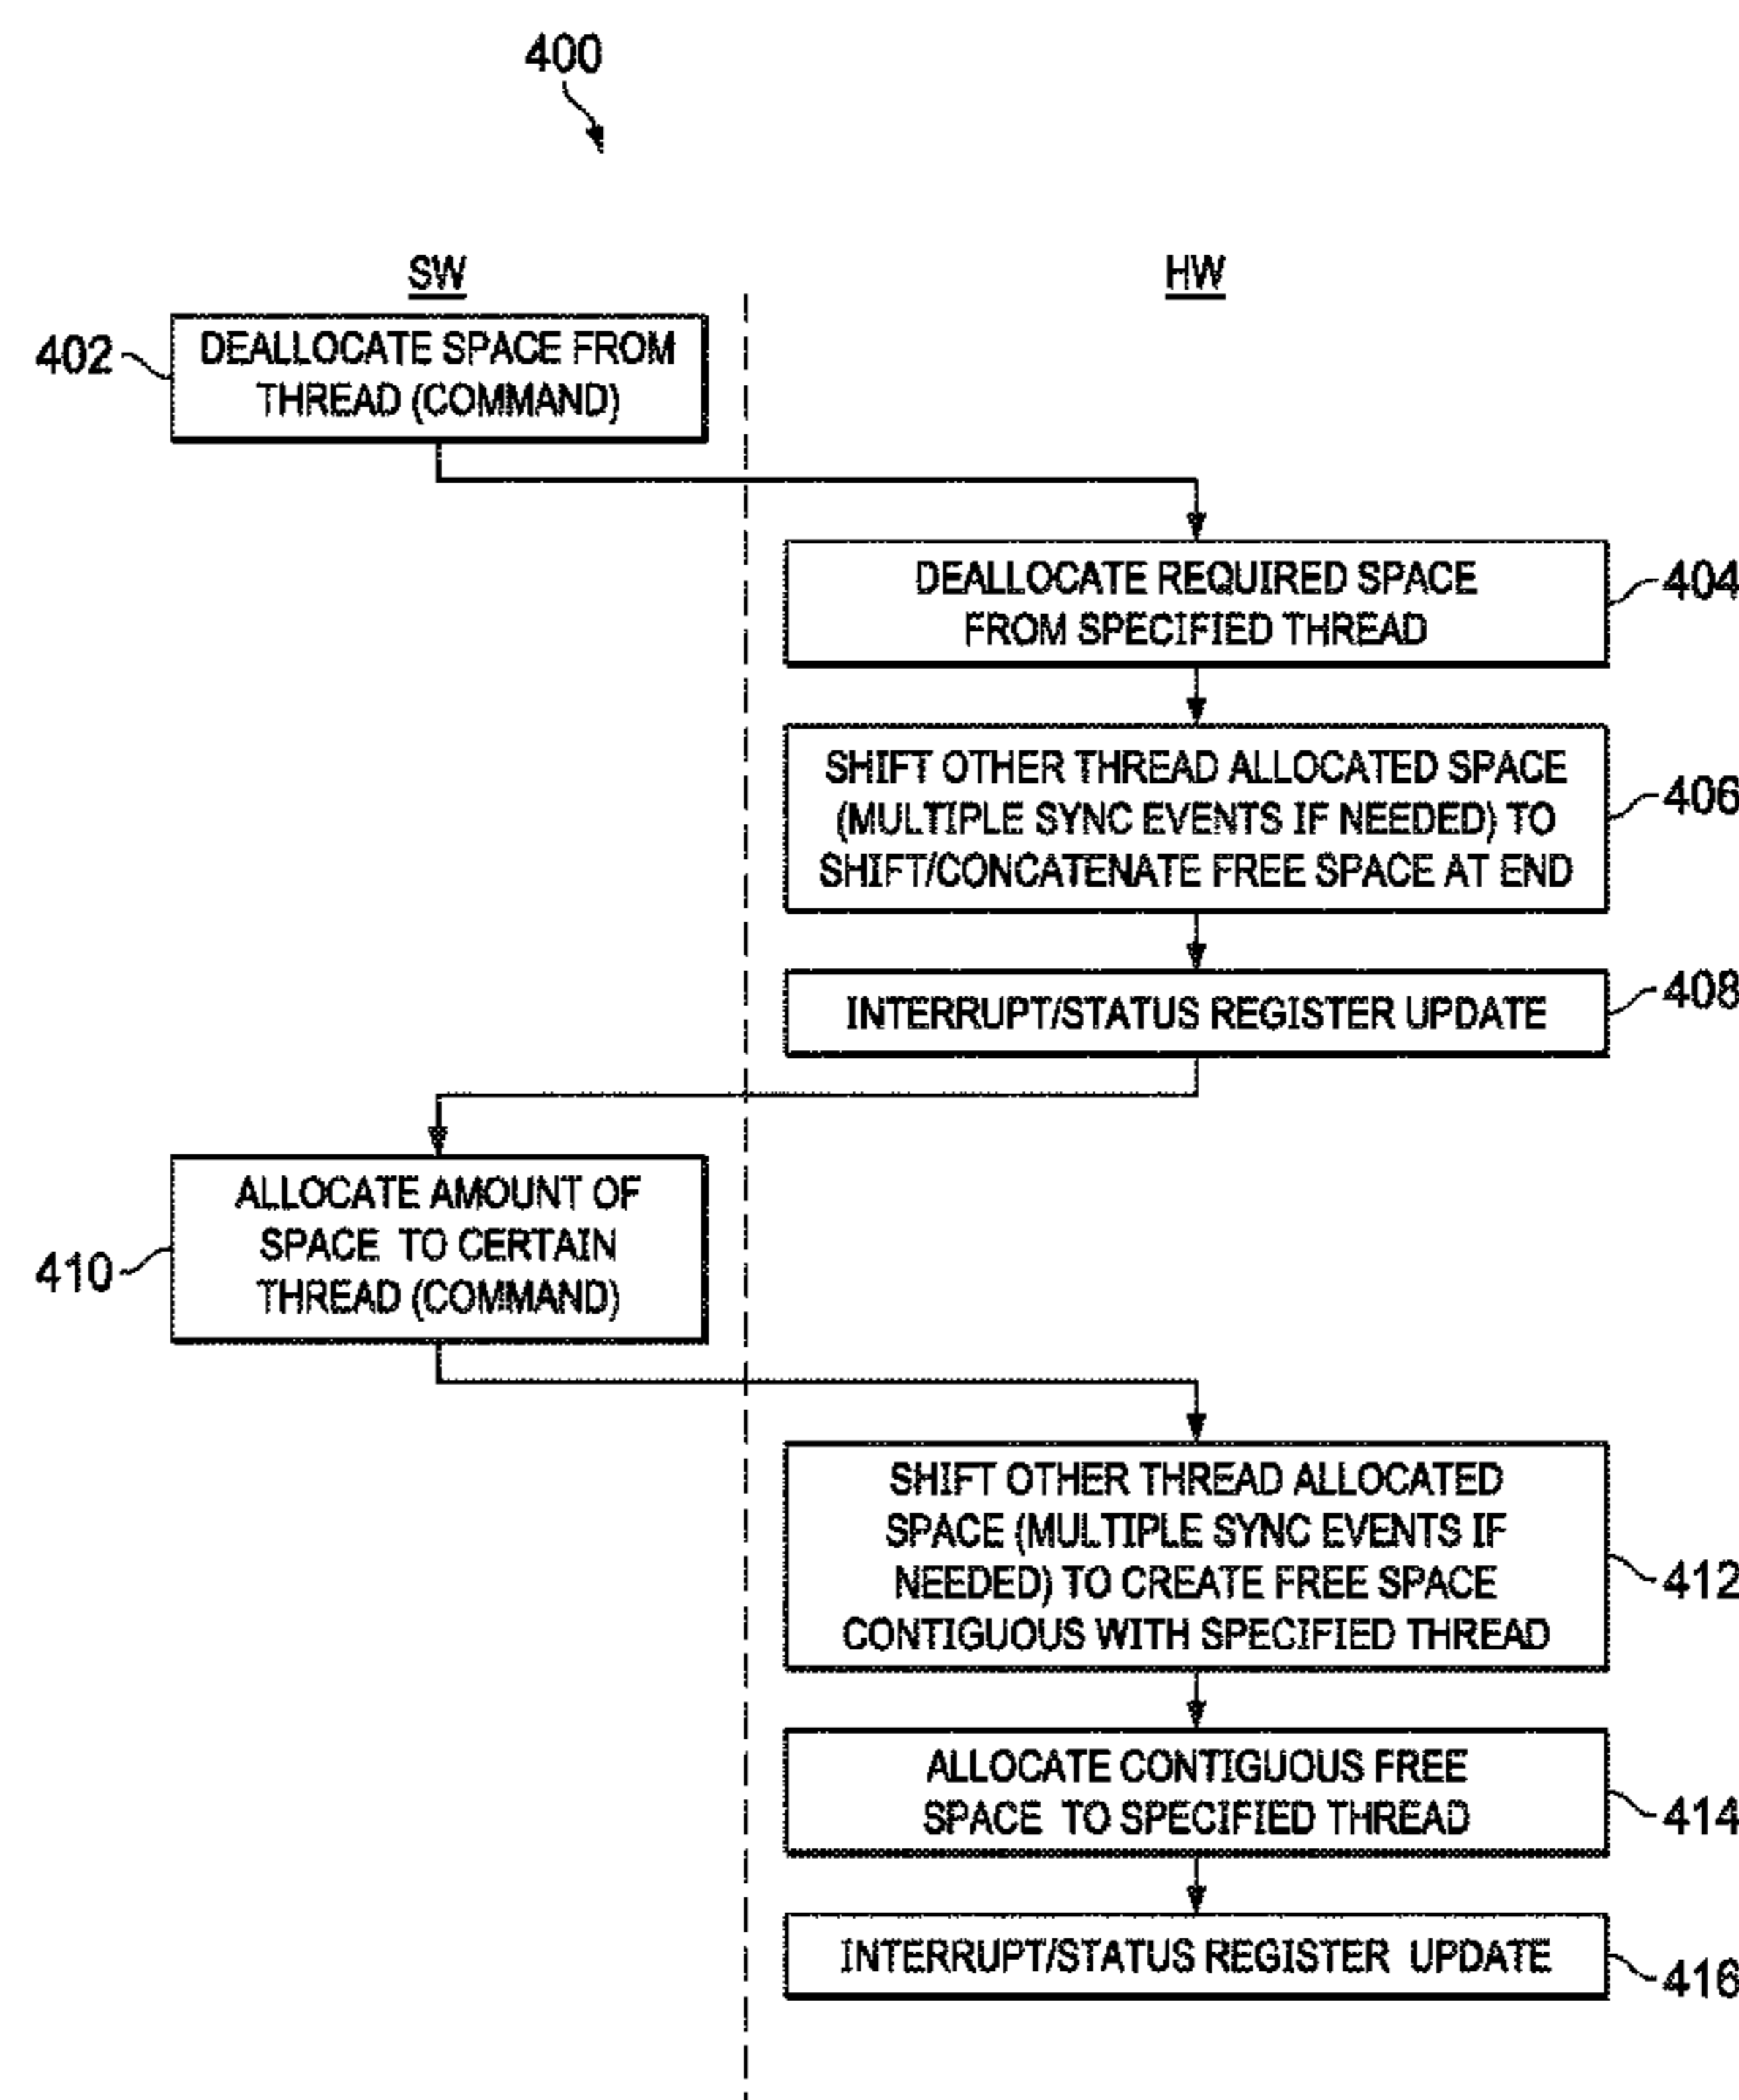 400
SW
HW
402
DEALLOCATE SPACE FROM
THREAD (COMMAND)
DEALLOCATE REQUIRED SPACE
FROM SPECIFIED THREAD
404
SHIFT OTHER THREAD ALLOCATED SPACE
(MULTIPLE SYNC EVENTS IF NEEDED) TO
SHIFT/CONCATENATE FREE SPACE AT END
406
INTERRUPT/STATUS REGISTER UPDATE
408
410
ALLOCATE AMOUNT OF
SPACE TO CERTAIN
THREAD (COMMAND)
SHIFT OTHER THREAD ALLOCATED
SPACE (MULTIPLE SYNC EVENTS IF
NEEDED) TO CREATE FREE SPACE
CONTIGUOUS WITH SPECIFIED THREAD
412
ALLOCATE CONTIGUOUS FREE
SPACE TO SPECIFIED THREAD
414
INTERRUPT/STATUS REGISTER UPDATE
416